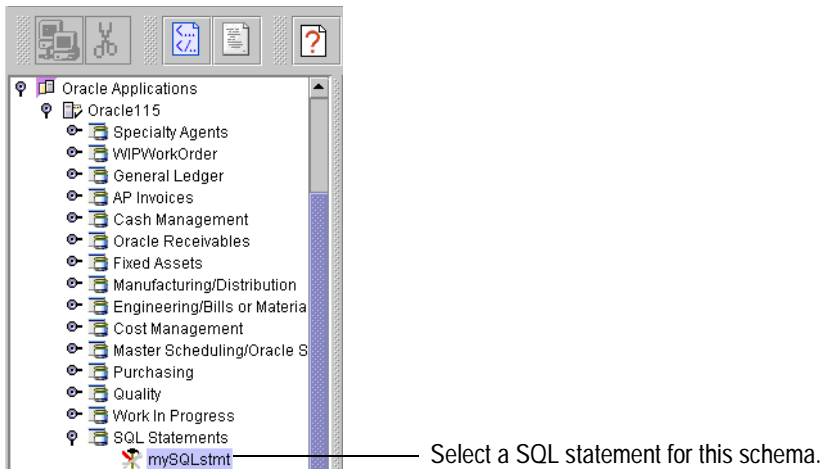 Oracle Applications
Oracle115
Specialty Agents
WIPWorkOrder
General Ledger
AP Invoices
Cash Management
Oracle Receivables
Fixed Assets
Manufacturing/Distribution
Engineering/Bills or Materia
Cost Management
Master Scheduling/Oracle S
Purchasing
Quality
Work In Progress
SQL Statements
mySQLstmt
Select a SQL statement for this schema.